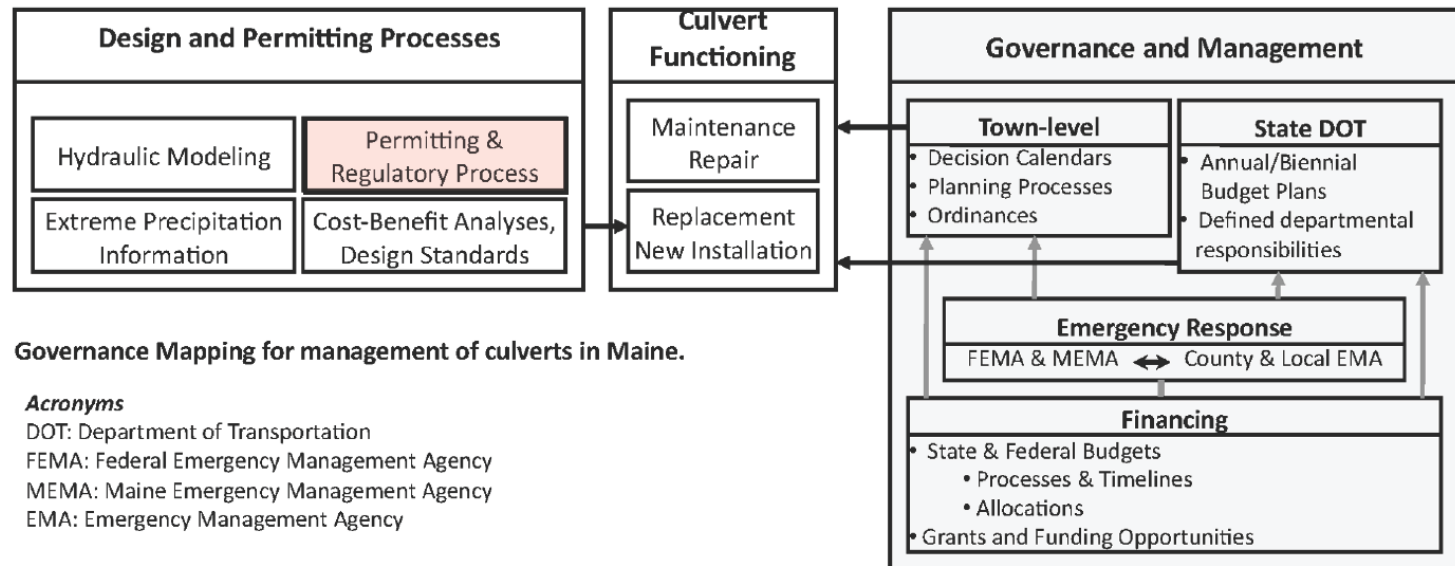 Design and Permitting Processes
Hydraulic Modeling
Permitting &
Regulatory Process
Extreme Precipitation
Information
Cost-Benefit Analyses,
Design Standards
Culvert
Functioning
Maintenance
Repair
Replacement
New Installation
Governance and Management
Town-level
• Decision Calendars
• Planning Processes
• Ordinances
State DOT
• Annual/Biennial
Budget Plans
• Defined departmental
responsibilities
Emergency Response
FEMA & MEMA ↔ County & Local EMA
Financing
• State & Federal Budgets
• Processes & Timelines
• Allocations
• Grants and Funding Opportunities
Governance Mapping for management of culverts in Maine.
Acronyms
DOT: Department of Transportation
FEMA: Federal Emergency Management Agency
MEMA: Maine Emergency Management Agency
EMA: Emergency Management Agency